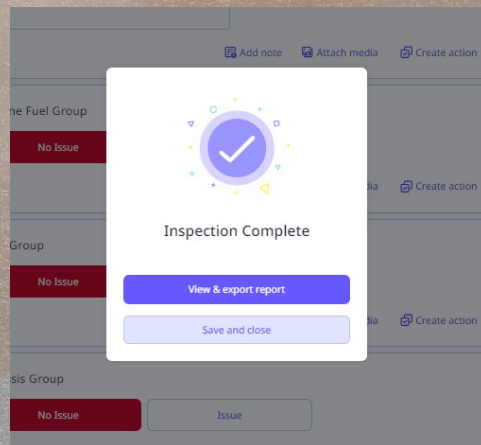 Add note Attach media Create action
ne Fuel Group
No Issue
dia Create action
Group
No Issue
dia Create action
sis Group
No Issue Issue
Inspection Complete
View & export report
Save and close